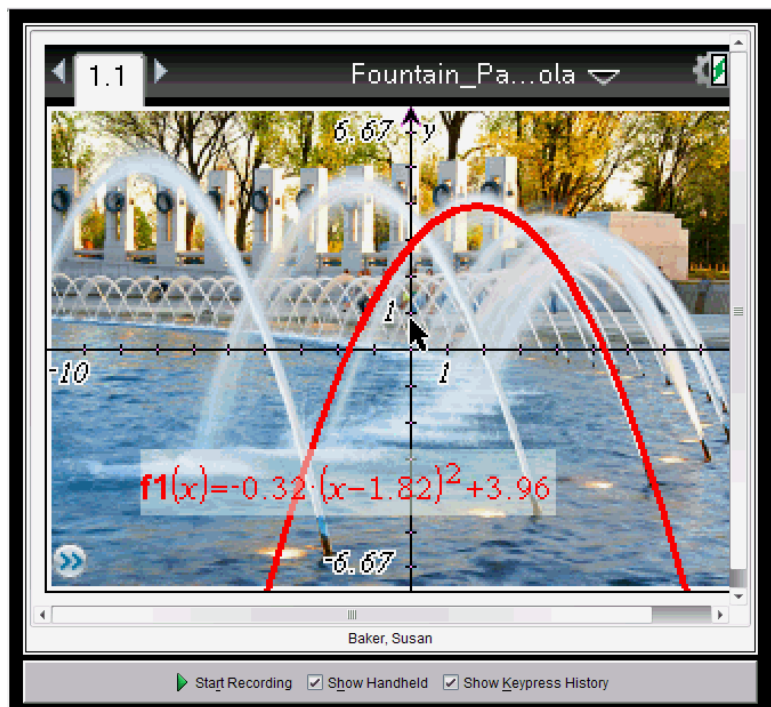 1.1
Fountain_Pa...ola
6.67
y
1
-10
1
f1(x)=-0.32·(x-1.82)²+3.96
-6.67
Baker, Susan
Start Recording
Show Handheld
Show Keypress History